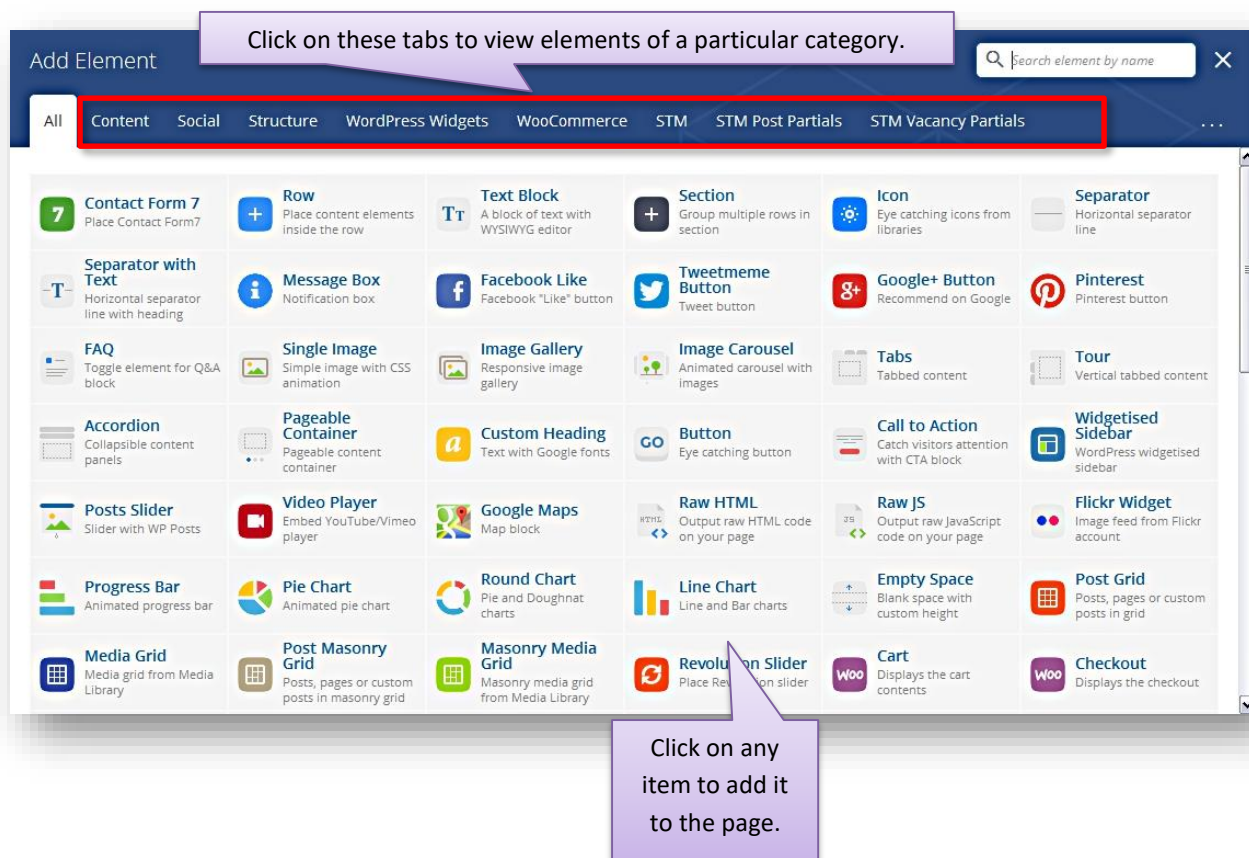 Click on these tabs to view elements of a particular category.
Add Element
Search element by name
All Content Social Structure WordPress Widgets WooCommerce STM STM Post Partials STM Vacancy Partials ...
7
Contact Form 7
Place Contact Form7
Row
Place content elements
inside the row
TT
Text Block
A block of text with
WYSIWYG editor
Section
Group multiple rows in
section
Icon
Eye catching icons from
libraries
Separator
Horizontal separator
line
-T-
Separator with
Text
Horizontal separator
line with heading
i
Message Box
Notification box
f
Facebook Like
Facebook "Like" button
Tweetmeme
Button
Tweet button
g+
Google+ Button
Recommend on Google
Pinterest
Pinterest button
FAQ
Toggle element for Q&A
block
Single Image
Simple image with CSS
animation
Image Gallery
Responsive image
gallery
Image Carousel
Animated carousel with
images
Tabs
Tabbed content
Tour
Vertical tabbed content
Accordion
Collapsible content
panels
Pageable
Container
Pageable content
container
a
Custom Heading
Text with Google fonts
GO
Button
Eye catching button
Call to Action
Catch visitors attention
with CTA block
Widgetised
Sidebar
WordPress widgetised
sidebar
Posts Slider
Slider with WP Posts
Video Player
Embed YouTube/Vimeo
player
Google Maps
Map block
HTML
Raw HTML
Output raw HTML code
on your page
JS
Raw JS
Output raw JavaScript
code on your page
Flickr Widget
Image feed from Flickr
account
Progress Bar
Animated progress bar
Pie Chart
Animated pie chart
Round Chart
Pie and Doughnat
charts
Line Chart
Line and Bar charts
Empty Space
Blank space with
custom height
Post Grid
Posts, pages or custom
posts in grid
Media Grid
Media grid from Media
Library
Post Masonry
Grid
Posts, pages or custom
posts in masonry grid
Masonry Media
Grid
Masonry media grid
from Media Library
Revolution Slider
Place Revolution slider
Woo
Cart
Displays the cart
contents
Woo
Checkout
Displays the checkout
Click on any
item to add it
to the page.